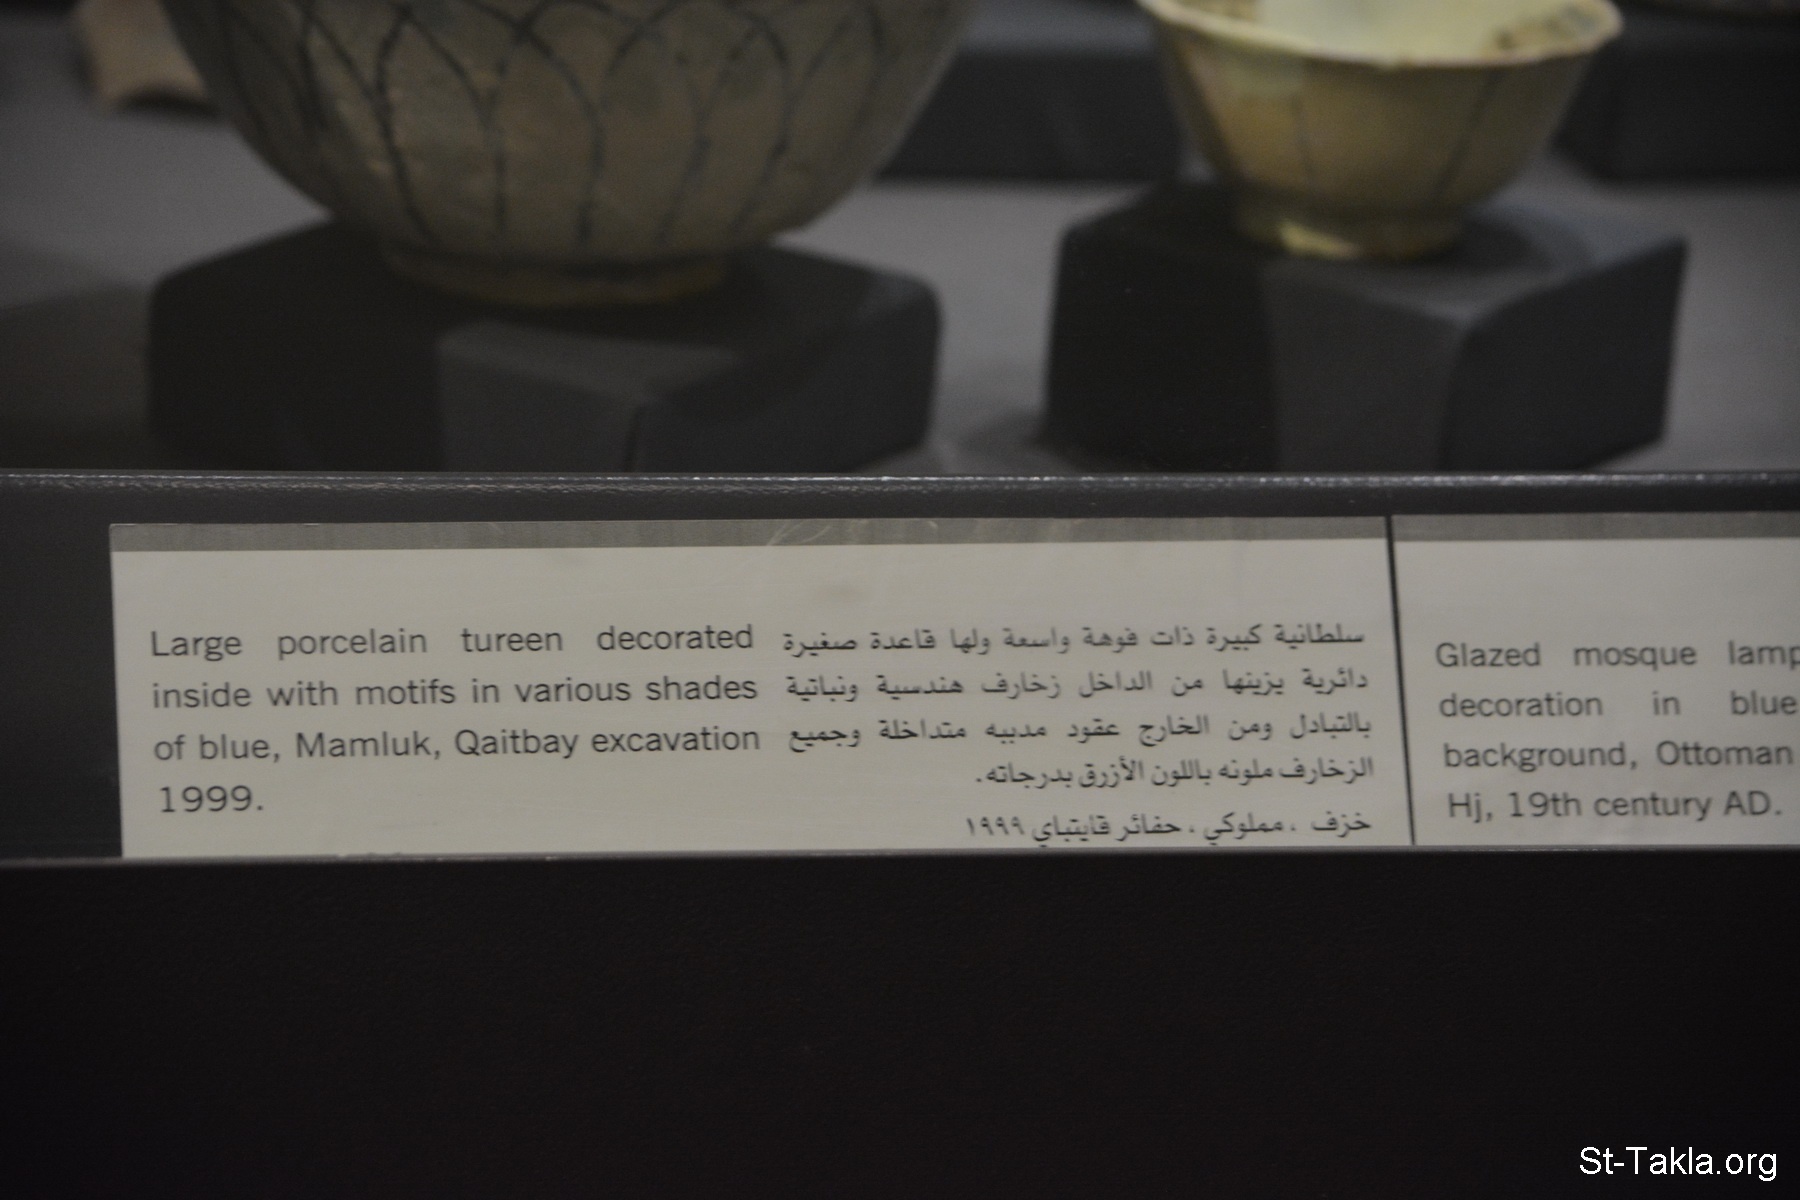 Large porcelain tureen decorated
inside with motifs in various shades
of blue, Mamluk, Qaitbay excavation
1999.
سلطانية كبيرة ذات فوهة واسعة ولها قاعدة صغيرة
دائرية يزينها من الداخل زخارف هندسية ونباتية
بالتبادل ومن الخارج عقود مدببه متداخلة وجميع
الزخارف ملونه باللون الأزرق بدرجاته.
خزف ، مملوكي ، حفائر قايتباي ١٩٩٩
Glazed mosque lamp
decoration in blue
background, Ottoman
Hj, 19th century AD.
St-Takla.org